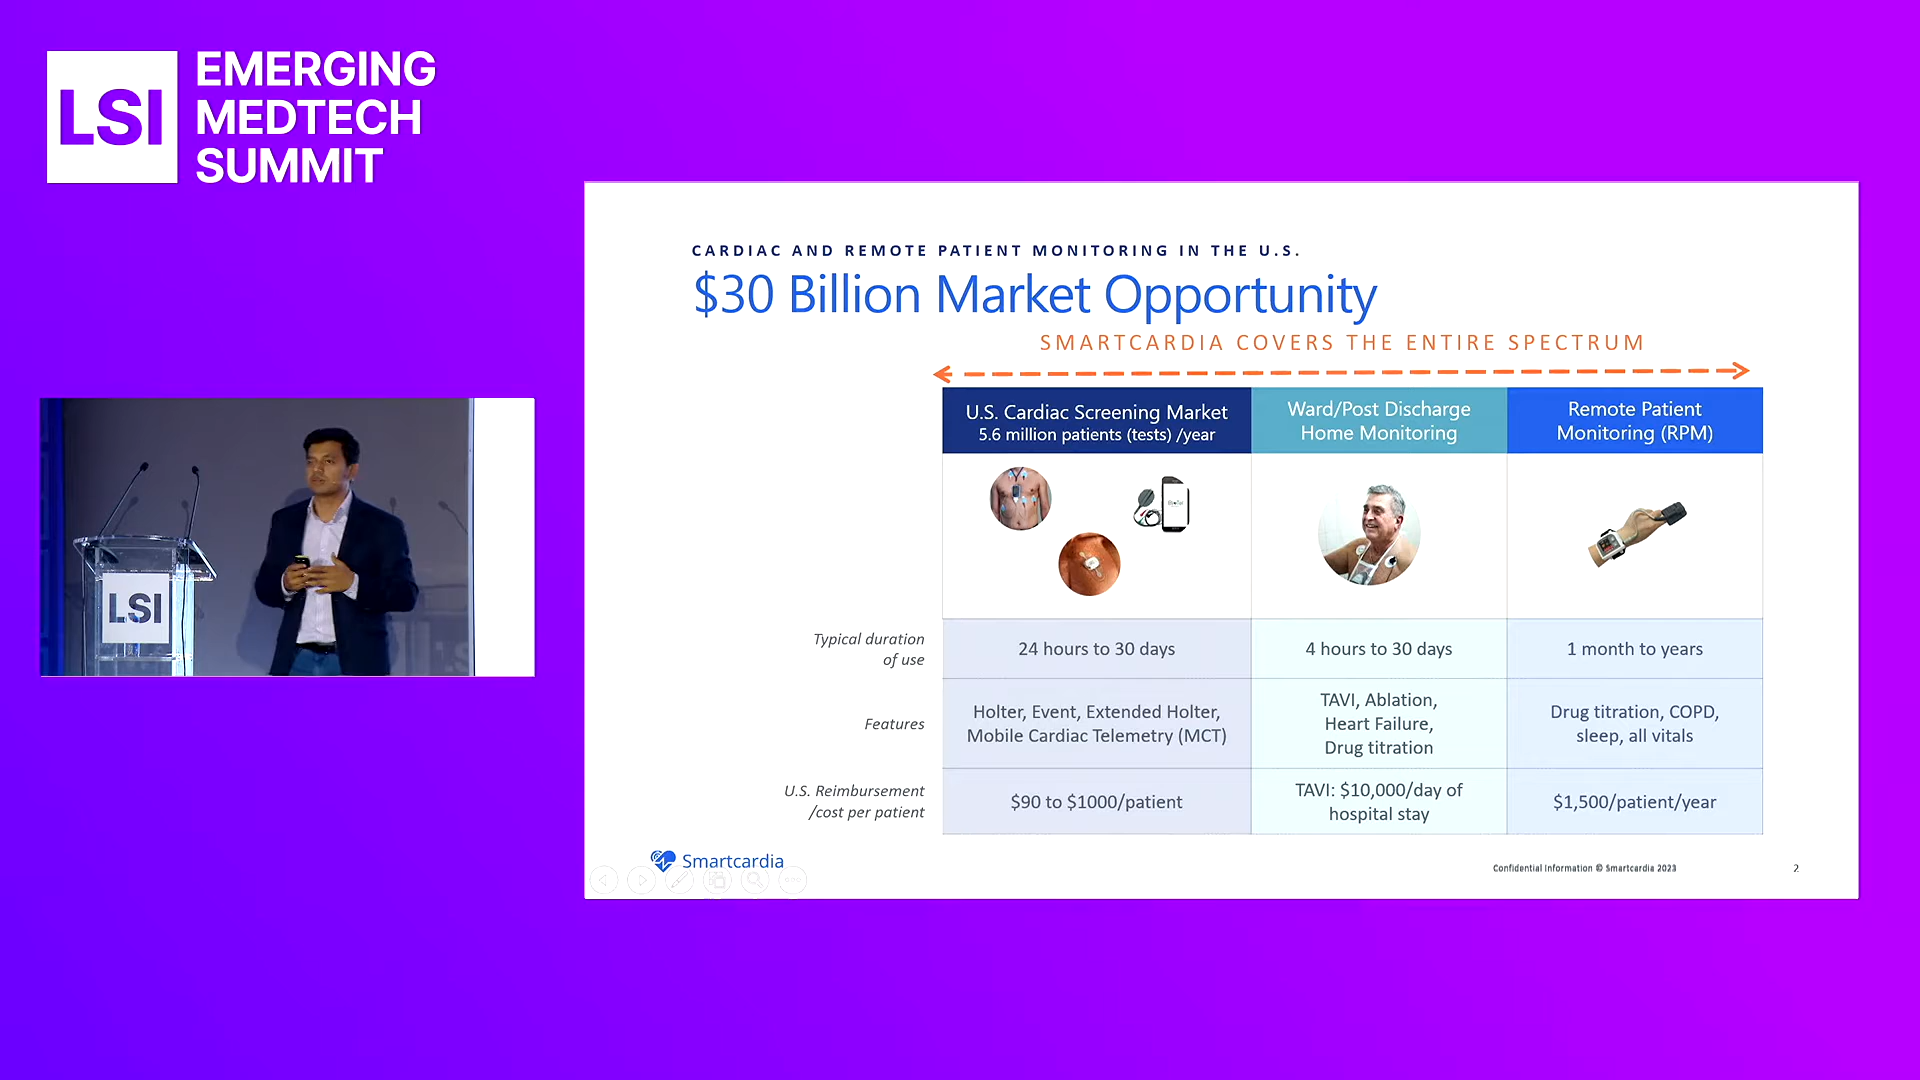 LSI
EMERGING
MEDTECH
SUMMIT
CARDIAC AND REMOTE PATIENT MONITORING IN THE U.S.
$30 Billion Market Opportunity
SMARTCARDIA COVERS THE ENTIRE SPECTRUM
U.S. Cardiac Screening Market
5.6 million patients (tests) /year
Ward/Post Discharge
Home Monitoring
Remote Patient
Monitoring (RPM)
Typical duration
of use
24 hours to 30 days
4 hours to 30 days
1 month to years
Features
Holter, Event, Extended Holter,
Mobile Cardiac Telemetry (MCT)
TAVI, Ablation,
Heart Failure,
Drug titration
Drug titration, COPD,
sleep, all vitals
U.S. Reimbursement
/cost per patient
$90 to $1000/patient
TAVI: $10,000/day of
hospital stay
$1,500/patient/year
Smartcardia
Confidential Information © Smartcardia 2023
2
LSI